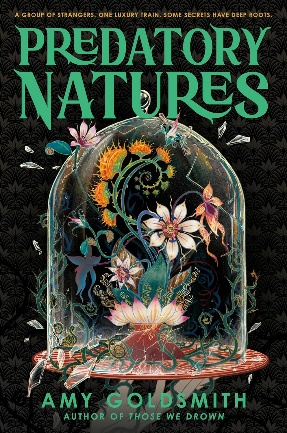 A GROUP OF STRANGERS. ONE LUXURY TRAIN. SOME SECRETS HAVE DEEP ROOTS.
PREDATORY
NATURES
AMY GOLDSMITH
AUTHOR OF THOSE WE DROWN